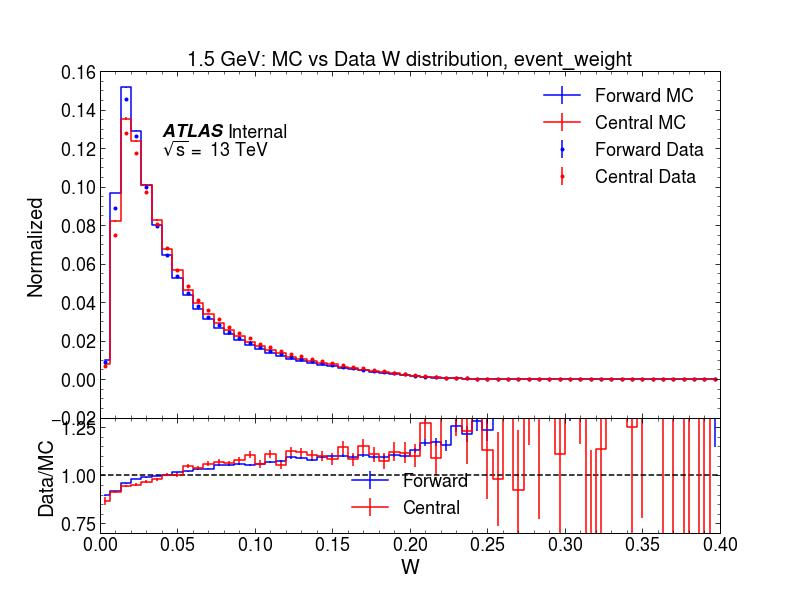 1.5 GeV: MC vs Data W distribution, event_weight
0.16
0.14
0.12
0.10
0.08
0.06
0.04
0.02
0.00
−0.02
Normalized
ATLAS Internal
√s = 13 TeV
Forward MC
Central MC
Forward Data
Central Data
1.25
1.00
0.75
Data/MC
Forward
Central
0.00 0.05 0.10 0.15 0.20 0.25 0.30 0.35 0.40
W